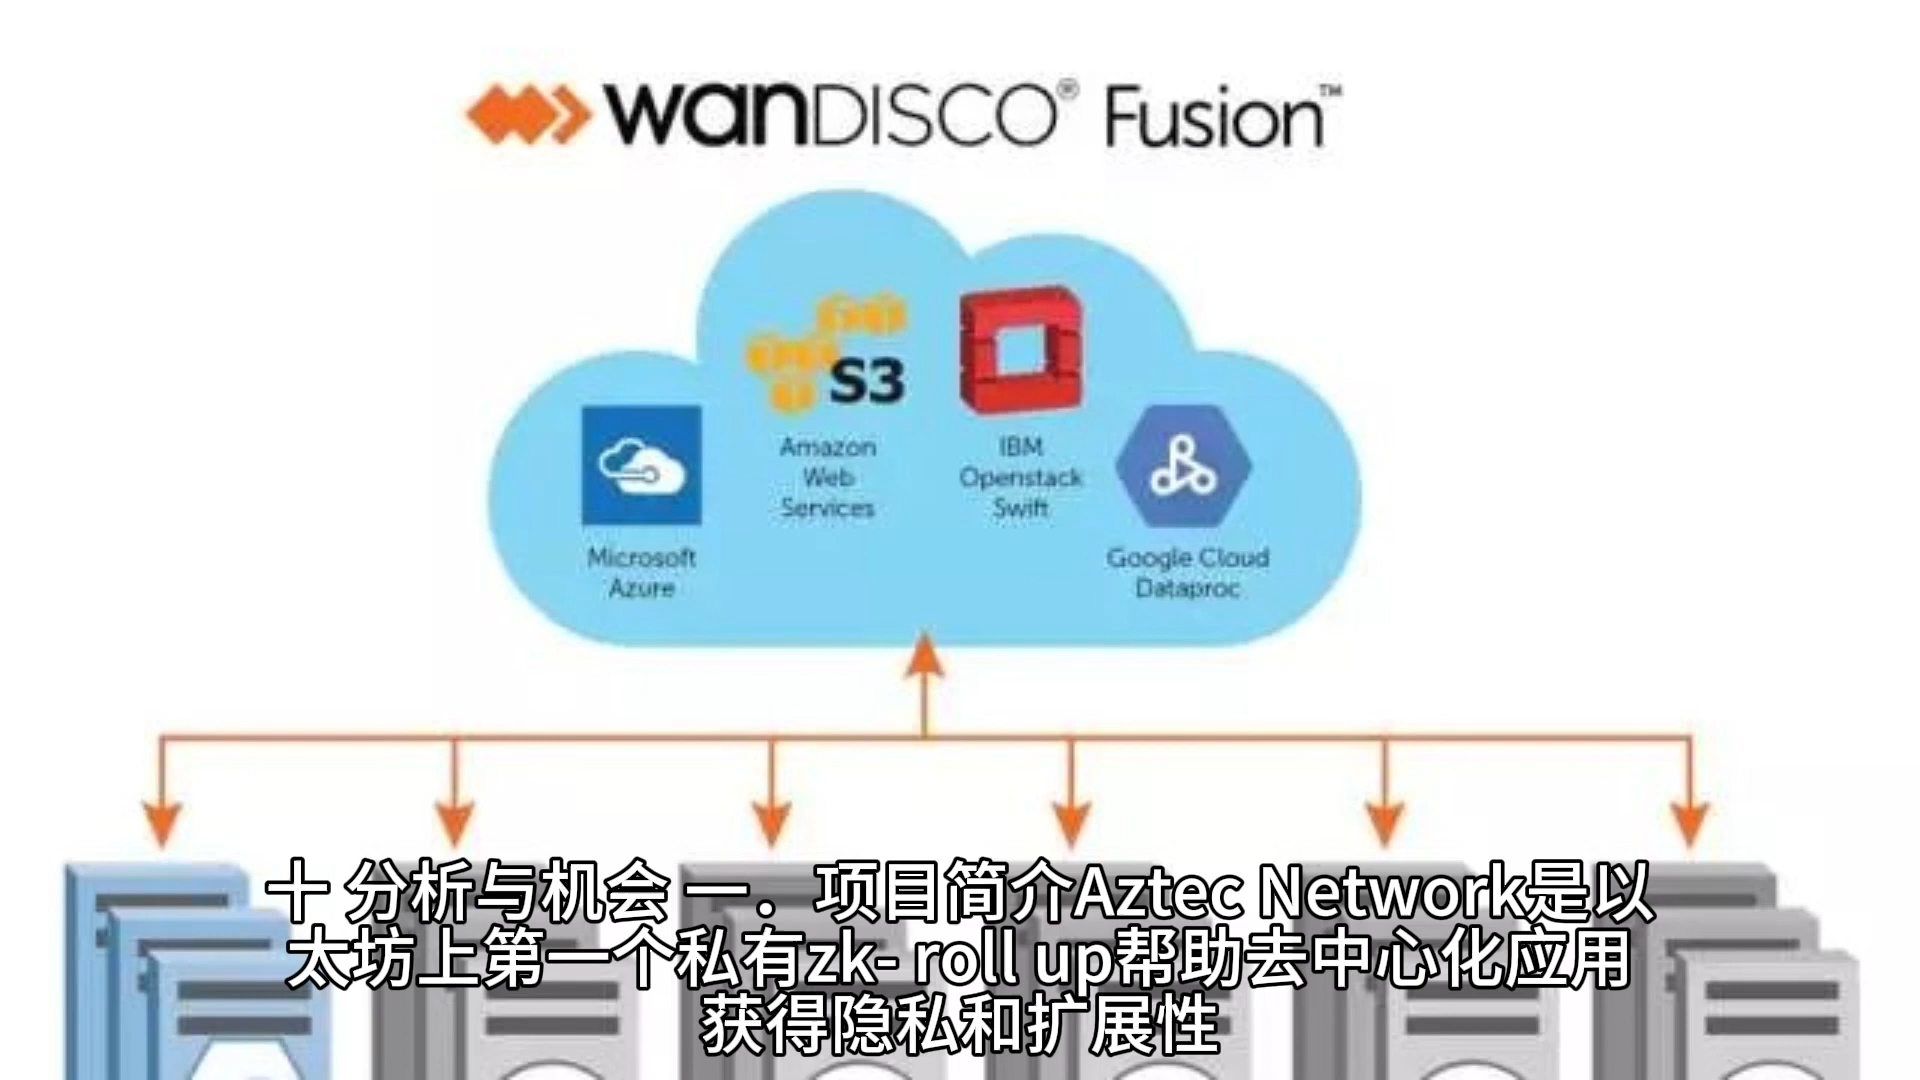 wanDISCO® Fusion™
S3
Amazon
Web
Services
IBM
Openstack
Swift
Microsoft
Azure
Google Cloud
Dataproc
十 分析与机会 一．项目简介Aztec Network是以
太坊上第一个私有zk- roll up帮助去中心化应用
获得隐私和扩展性